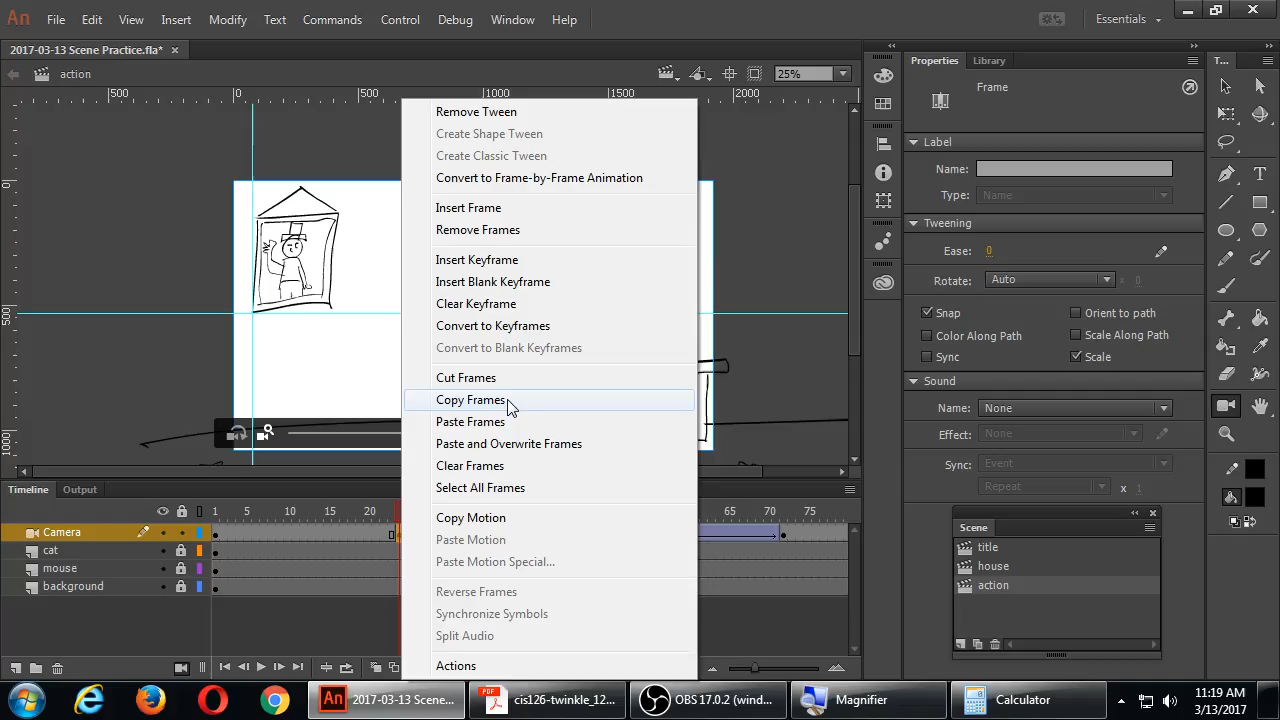 An File Edit View Insert Modify Text Commands Control Debug Window Help Essentials
2017-03-13 Scene Practice.fla* ×
action 25%
500 0 500 1000 1500 2000
0
500
1000
Remove Tween
Create Shape Tween
Create Classic Tween
Convert to Frame-by-Frame Animation
Insert Frame
Remove Frames
Insert Keyframe
Insert Blank Keyframe
Clear Keyframe
Convert to Keyframes
Convert to Blank Keyframes
Cut Frames
Copy Frames
Paste Frames
Paste and Overwrite Frames
Clear Frames
Select All Frames
Copy Motion
Paste Motion
Paste Motion Special...
Reverse Frames
Synchronize Symbols
Split Audio
Actions
Properties Library
Frame
Label
Name:
Type: Name
Tweening
Ease: 0
Rotate: Auto x 0
Snap Orient to path
Color Along Path Scale Along Path
Sync Scale
Sound
Name: None
Effect: None
Sync: Event
Repeat x 1
T...
Scene
title
house
action
Timeline Output
1 5 10 15 20 65 70 75
Camera
cat
mouse
background
2017-03-13 Scene... cis126-twinkle_12... OBS 17.0.2 (wind... Magnifier Calculator
11:19 AM
3/13/2017